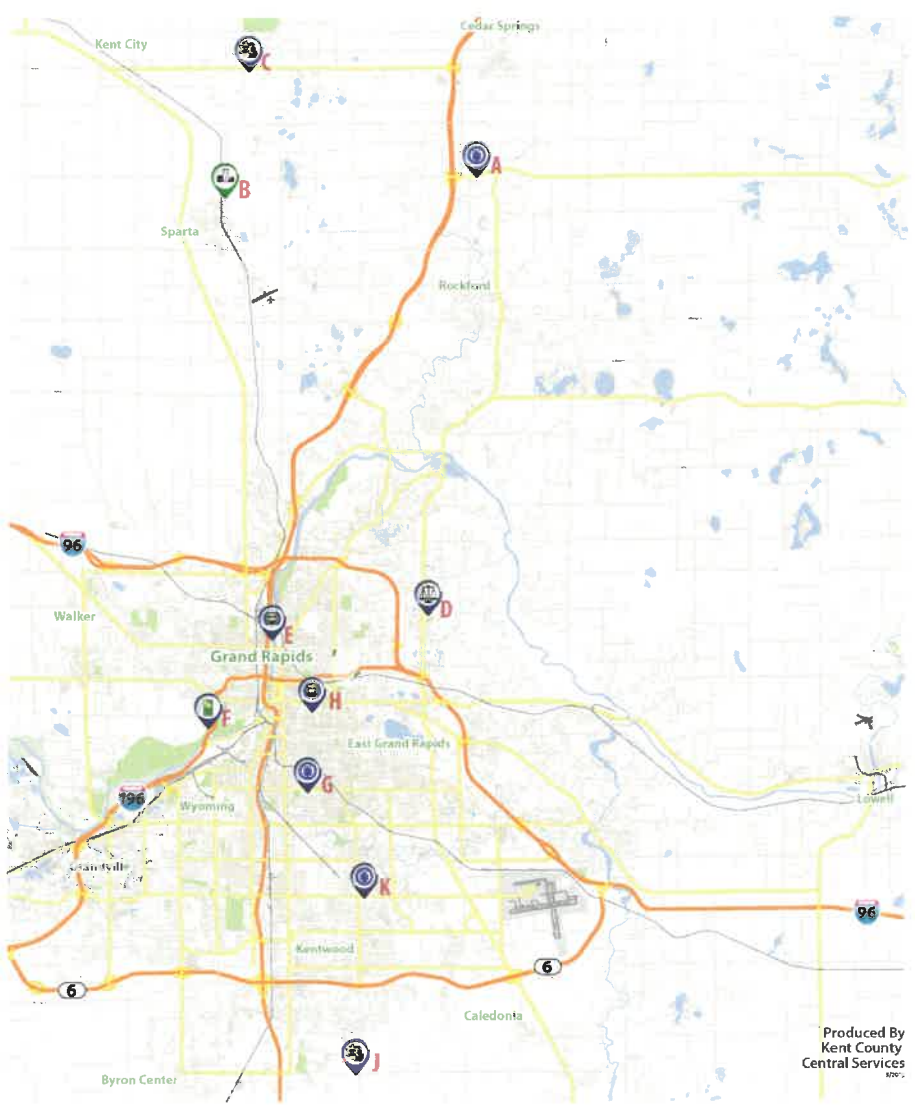 Cedar Springs
Kent City
C
A
B
Sparta
Rockford
96
Walker
D
E
Grand Rapids
H
F
East Grand Rapids
G
196
Wyoming
Lowell
K
96
Kentwood
6
6
Caledonia
J
Byron Center
Produced By
Kent County
Central Services